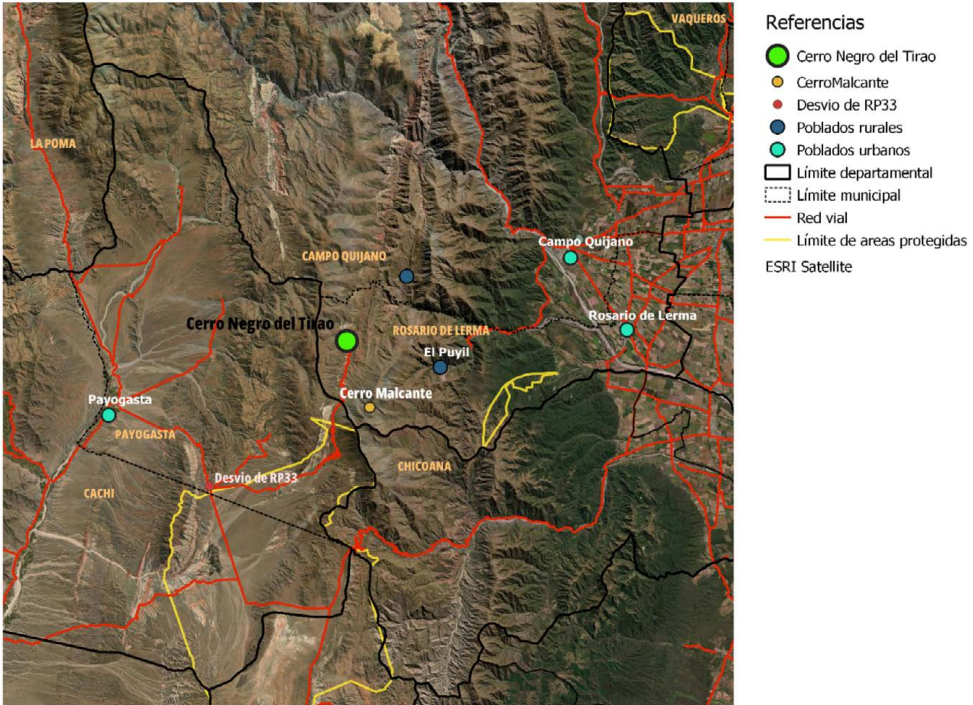 VAQUEROS
LA POMA
CAMPO QUIJANO
Campo Quijano
Cerro Negro del Tirao
ROSARIO DE LERMA
Rosario de Lerma
El Puyil
Cerro Malcante
Payogasta
PAYOGASTA
CHICOANA
Desvio de RP33
CACHI
Referencias
Cerro Negro del Tirao
CerroMalcante
Desvio de RP33
Poblados rurales
Poblados urbanos
Límite departamental
Límite municipal
Red vial
Límite de areas protegidas
ESRI Satellite